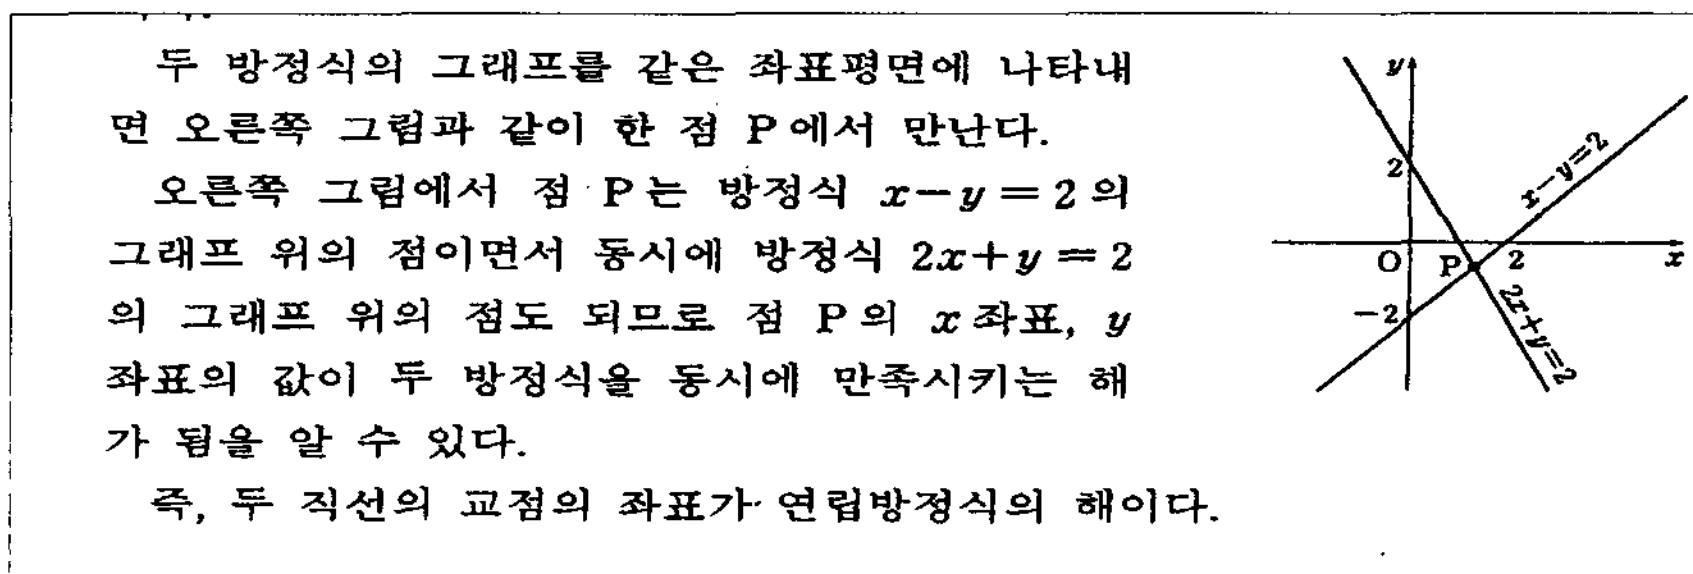 두 방정식의 그래프를 같은 좌표평면에 나타내
면 오른쪽 그림과 같이 한 점 P에서 만난다.
오른쪽 그림에서 점 P는 방정식 x-y=2의
그래프 위의 점이면서 동시에 방정식 2x+y=2
의 그래프 위의 점도 되므로 점 P의 x좌표, y
좌표의 값이 두 방정식을 동시에 만족시키는 해
가 됨을 알 수 있다.
즉, 두 직선의 교점의 좌표가 연립방정식의 해이다.
y
2
x-y=2
O
P
2
x
-2
2x+y=2